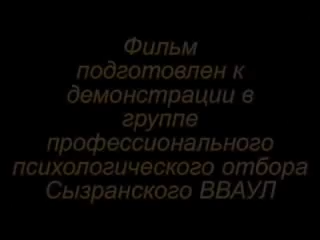 Фильм
подготовлен к
демонстрации в
группе
профессионального
психологического отбора
Сызранского ВВАУЛ